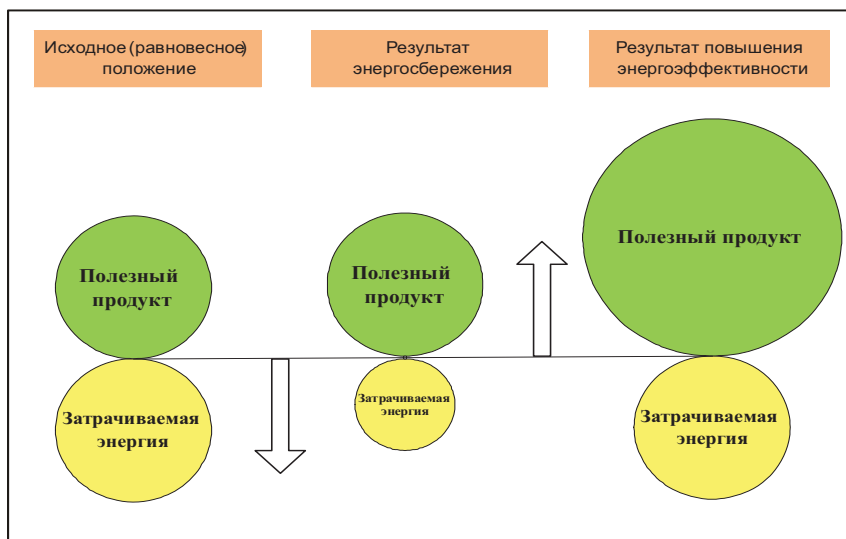 Исходное (равновесное)
положение
Результат
энергосбережения
Результат повышения
энергоэффективности
Полезный
продукт
Полезный
продукт
Полезный продукт
Затрачиваемая
энергия
Затрачиваемая
энергия
Затрачиваемая
энергия